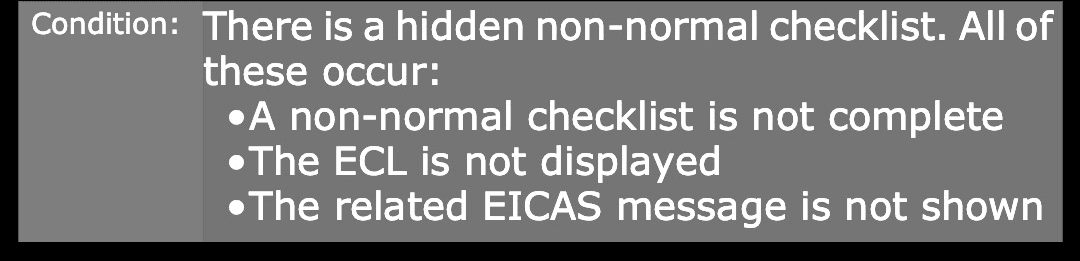 Condition: There is a hidden non-normal checklist. All of
these occur:
•A non-normal checklist is not complete
•The ECL is not displayed
•The related EICAS message is not shown